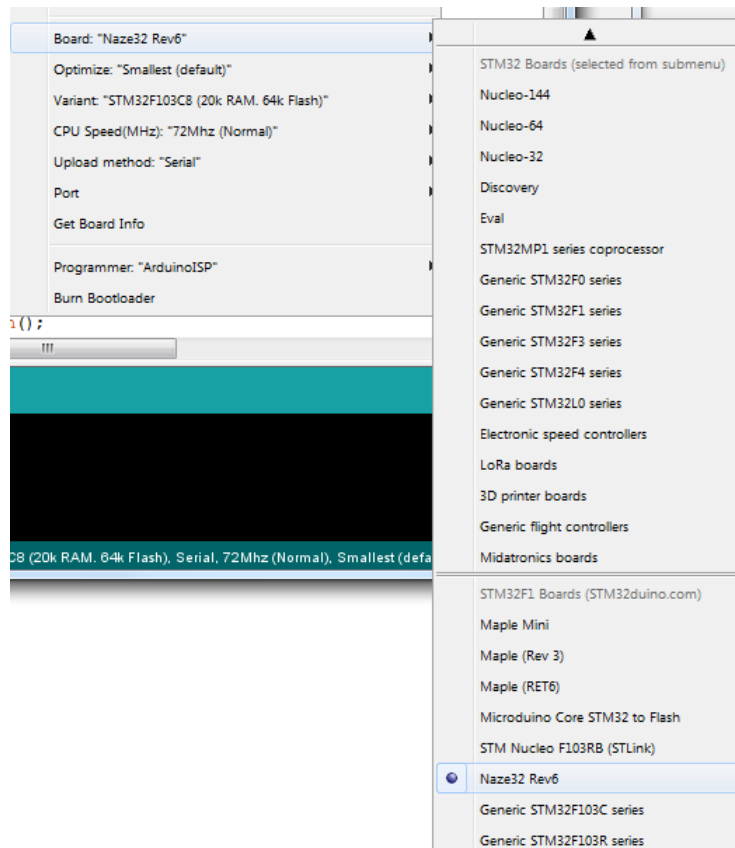 Board: "Naze32 Rev6"
Optimize: "Smallest (default)"
Variant: "STM32F103C8 (20k RAM. 64k Flash)"
CPU Speed(MHz): "72Mhz (Normal)"
Upload method: "Serial"
Port
Get Board Info
Programmer: "ArduinoISP"
Burn Bootloader
();
C8 (20k RAM. 64k Flash), Serial, 72Mhz (Normal), Smallest (defa
STM32 Boards (selected from submenu)
Nucleo-144
Nucleo-64
Nucleo-32
Discovery
Eval
STM32MP1 series coprocessor
Generic STM32F0 series
Generic STM32F1 series
Generic STM32F3 series
Generic STM32F4 series
Generic STM32L0 series
Electronic speed controllers
LoRa boards
3D printer boards
Generic flight controllers
Midatronics boards
STM32F1 Boards (STM32duino.com)
Maple Mini
Maple (Rev 3)
Maple (RET6)
Microduino Core STM32 to Flash
STM Nucleo F103RB (STLink)
Naze32 Rev6
Generic STM32F103C series
Generic STM32F103R series